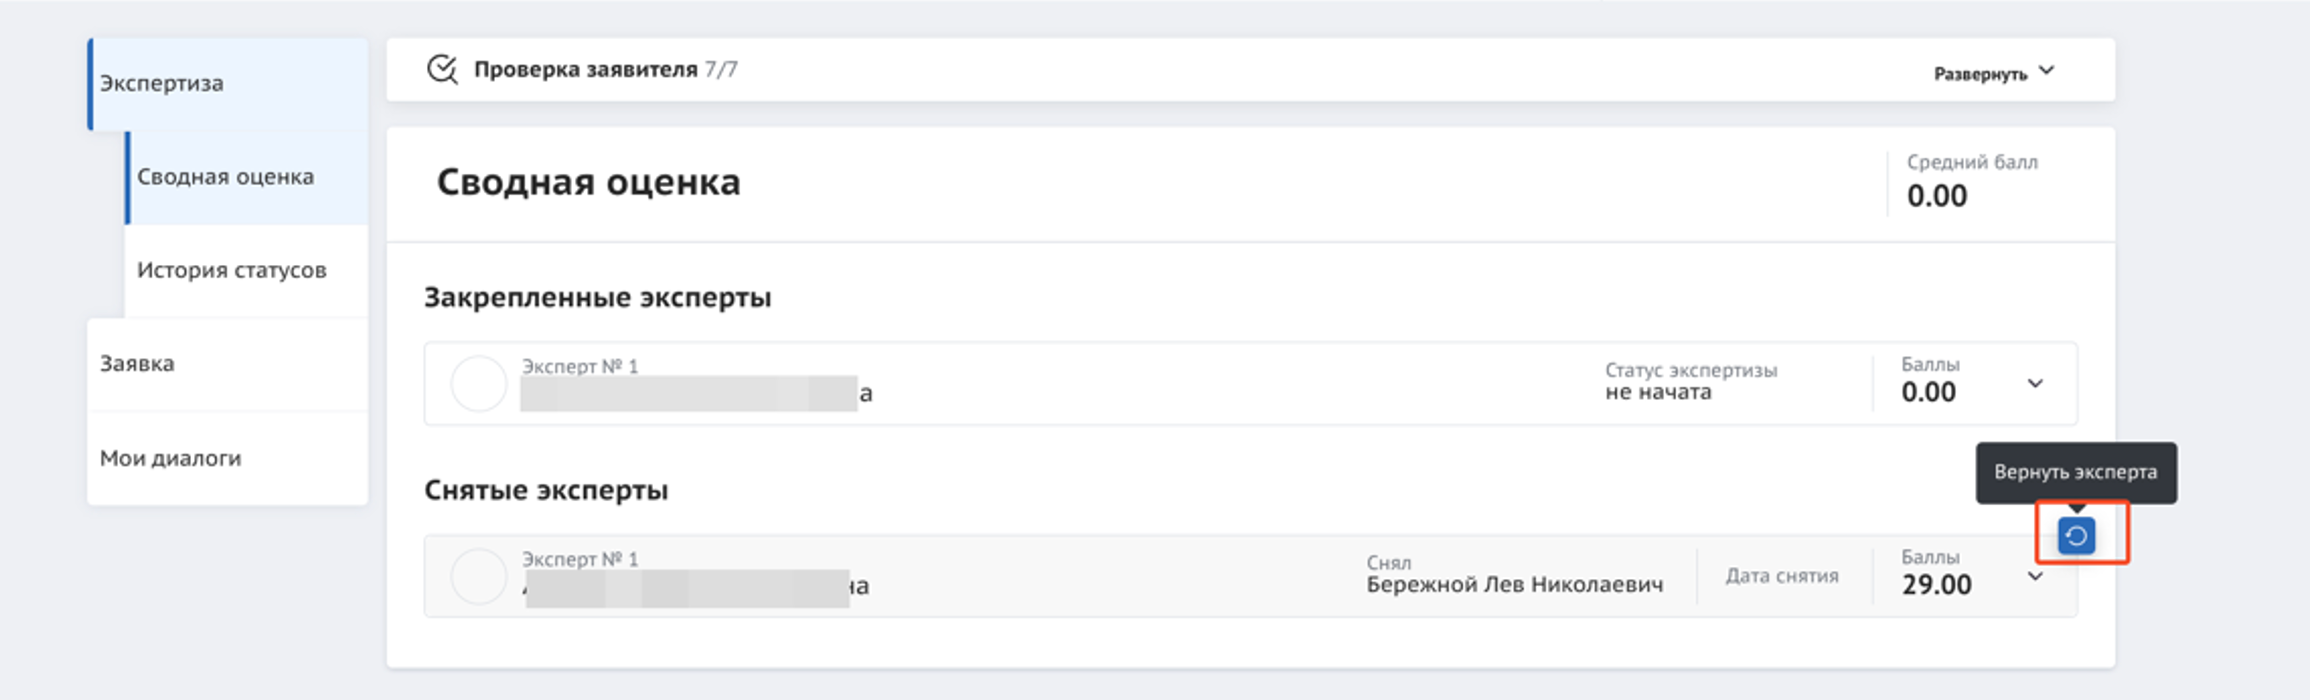 Экспертиза
Сводная оценка
История статусов
Заявка
Мои диалоги
Проверка заявителя 7/7
Развернуть
Сводная оценка
Средний балл
0.00
Закрепленные эксперты
Эксперт № 1
а
Статус экспертизы
не начата
Баллы
0.00
Снятые эксперты
Вернуть эксперта
Эксперт № 1
на
Снял
Бережной Лев Николаевич
Дата снятия
Баллы
29.00